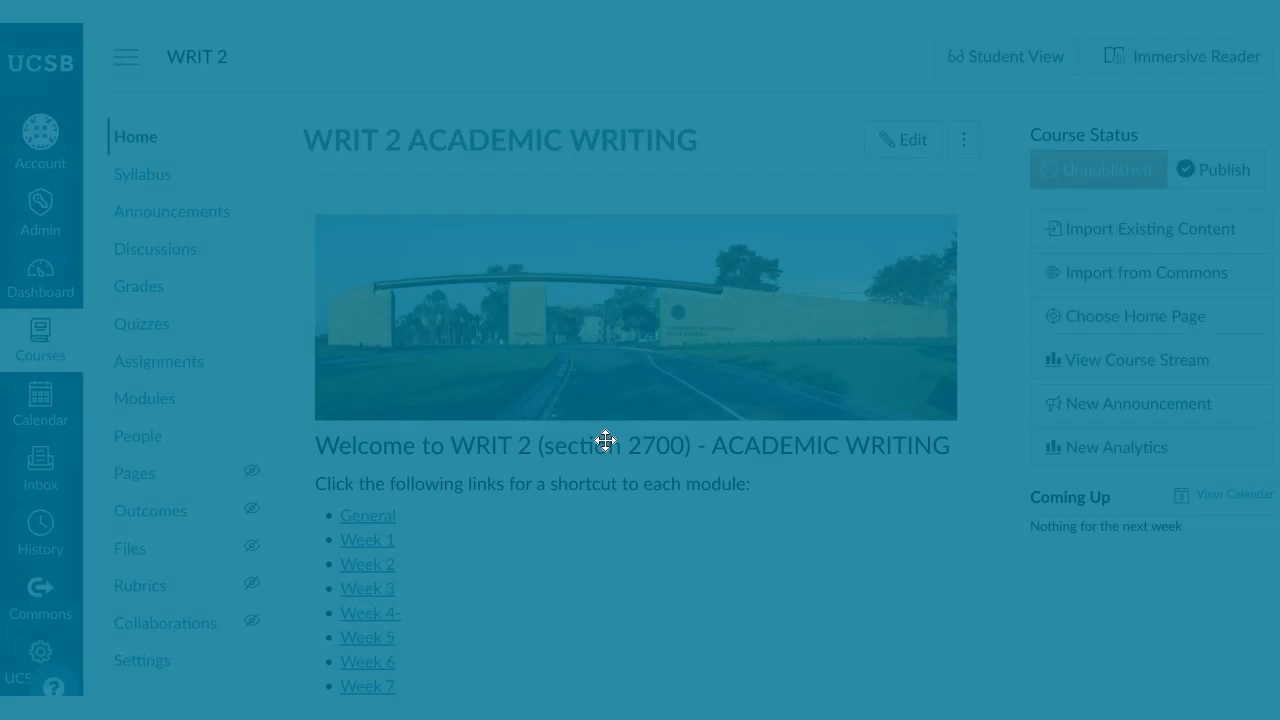 UCSB
WRIT 2
Student View
Immersive Reader
Account
Admin
Dashboard
Courses
Calendar
Inbox
History
Commons
UCS
Home
Syllabus
Announcements
Discussions
Grades
Quizzes
Assignments
Modules
People
Pages
Outcomes
Files
Rubrics
Collaborations
Settings
WRIT 2 ACADEMIC WRITING
Edit
Welcome to WRIT 2 (section 2700) - ACADEMIC WRITING
Click the following links for a shortcut to each module:
General
Week 1
Week 2
Week 3
Week 4-
Week 5
Week 6
Week 7
Course Status
Unpublished
Publish
Import Existing Content
Import from Commons
Choose Home Page
View Course Stream
New Announcement
New Analytics
Coming Up
View Calendar
Nothing for the next week